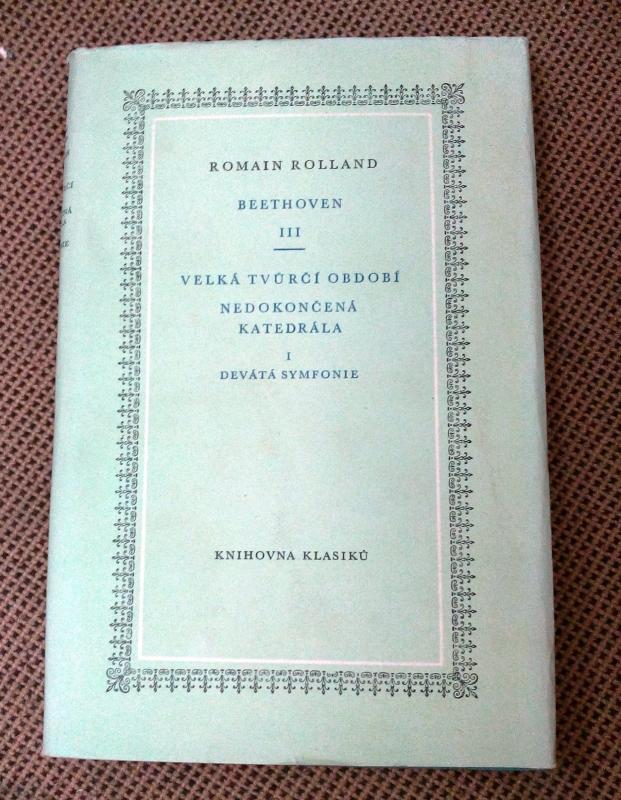 ROMAIN ROLLAND
BEETHOVEN
III
VELKÁ TVŮRČÍ OBDOBÍ
NEDOKONČENÁ
KATEDRÁLA
I
DEVÁTÁ SYMFONIE
KNIHOVNA KLASIKŮ